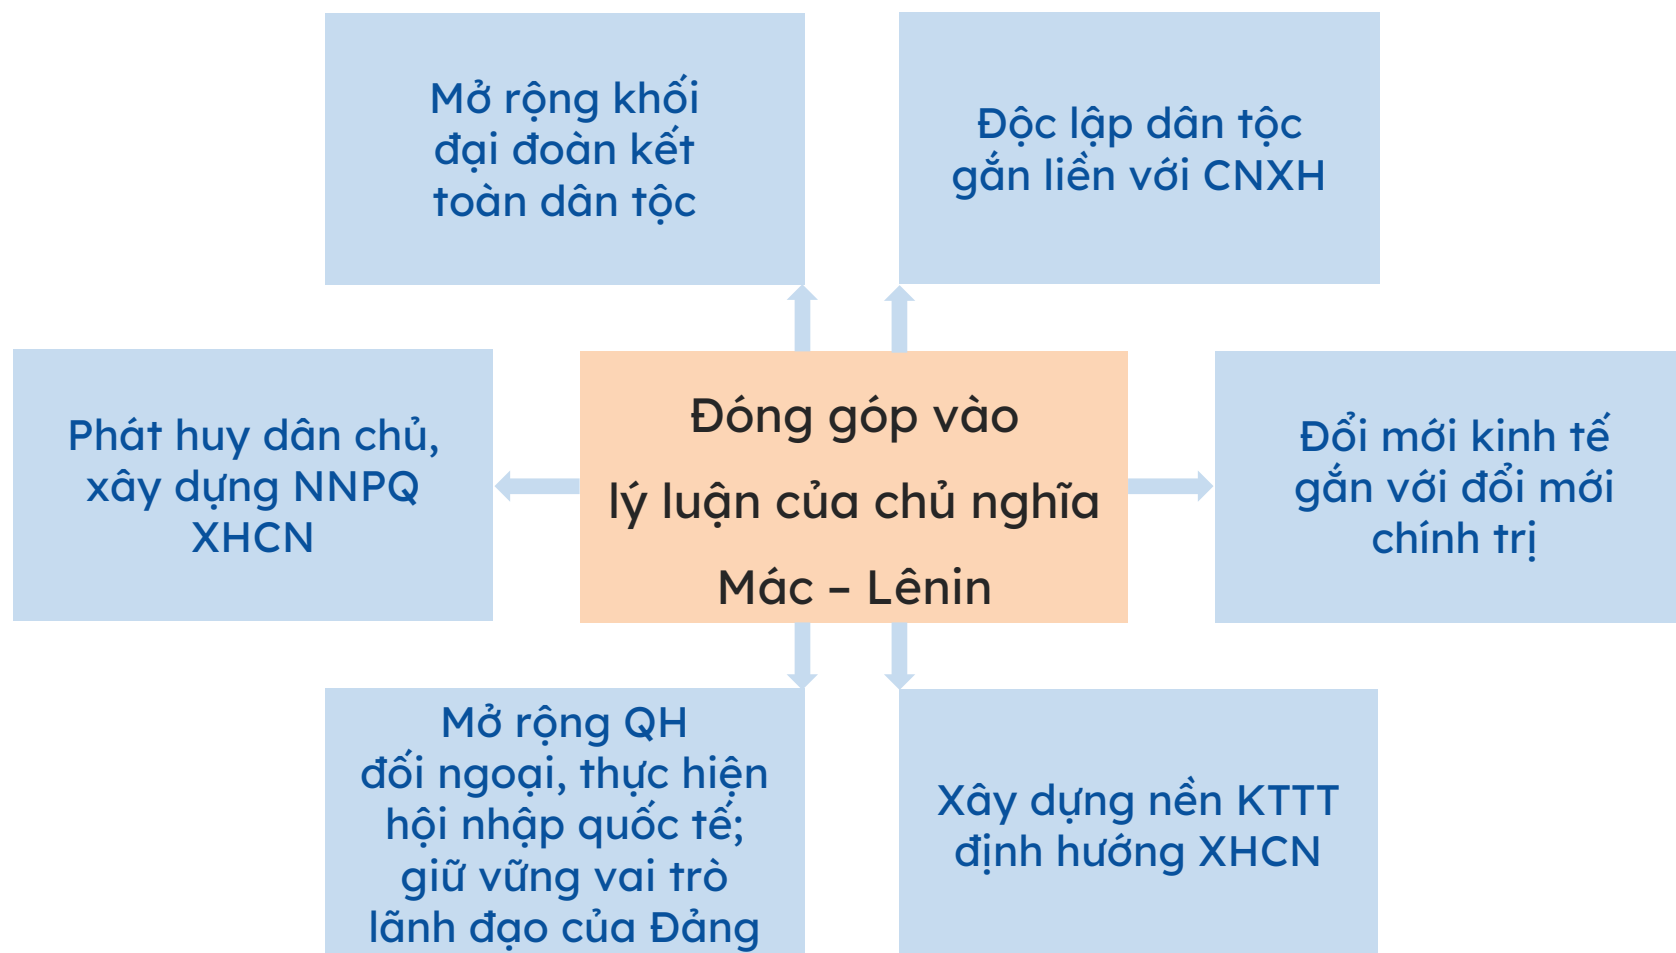 Mở rộng khối
đại đoàn kết
toàn dân tộc
Độc lập dân tộc
gắn liền với CNXH
Phát huy dân chủ,
xây dựng NNPQ
XHCN
Đóng góp vào
lý luận của chủ nghĩa
Mác – Lênin
Đổi mới kinh tế
gắn với đổi mới
chính trị
Mở rộng QH
đối ngoại, thực hiện
hội nhập quốc tế;
giữ vững vai trò
lãnh đạo của Đảng
Xây dựng nền KTTT
định hướng XHCN